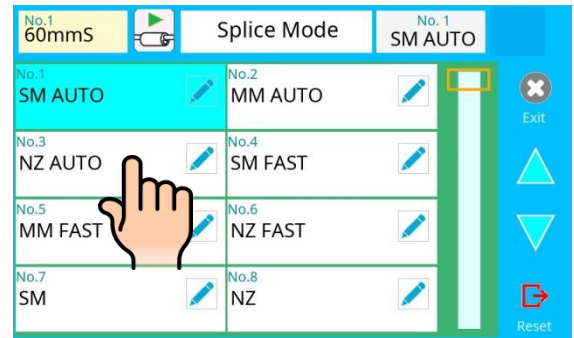 No.1
60mmS
Splice Mode
No. 1
SM AUTO
No.1
SM AUTO
No.2
MM AUTO
Exit
No.3
NZ AUTO
No.4
SM FAST
No.5
MM FAST
No.6
NZ FAST
No.7
SM
No.8
NZ
Reset